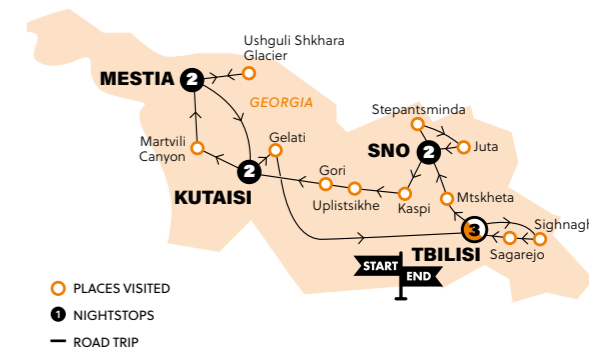 Ushguli Shkhara
Glacier
MESTIA
2
GEORGIA
Stepantsminda
Martvili
Canyon
Gelati
SNO
2
Juta
2
KUTAISI
Gori
Uplistsikhe
Kaspi
Mtskheta
3
Sighnagh
TBILISI
Sagarejo
START
END
PLACES VISITED
1 NIGHTSTOPS
ROAD TRIP